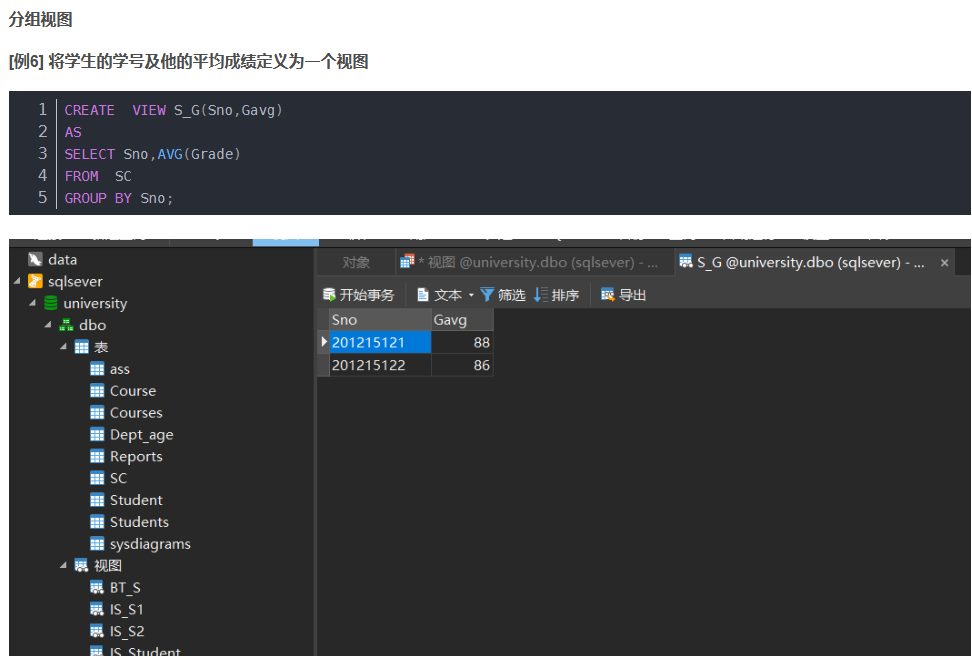 分组视图
[例6] 将学生的学号及他的平均成绩定义为一个视图
1 CREATE  VIEW S_G(Sno,Gavg)
2 AS
3 SELECT Sno,AVG(Grade)
4 FROM  SC
5 GROUP BY Sno;
data
sqlsever
university
dbo
表
ass
Course
Courses
Dept_age
Reports
SC
Student
Students
sysdiagrams
视图
BT_S
IS_S1
IS_S2
IS_Student
对象 * 视图 @university.dbo (sqlsever) - ... S_G @university.dbo (sqlsever) - ... ×
开始事务 文本 筛选 排序 导出
Sno Gavg
201215121 88
201215122 86